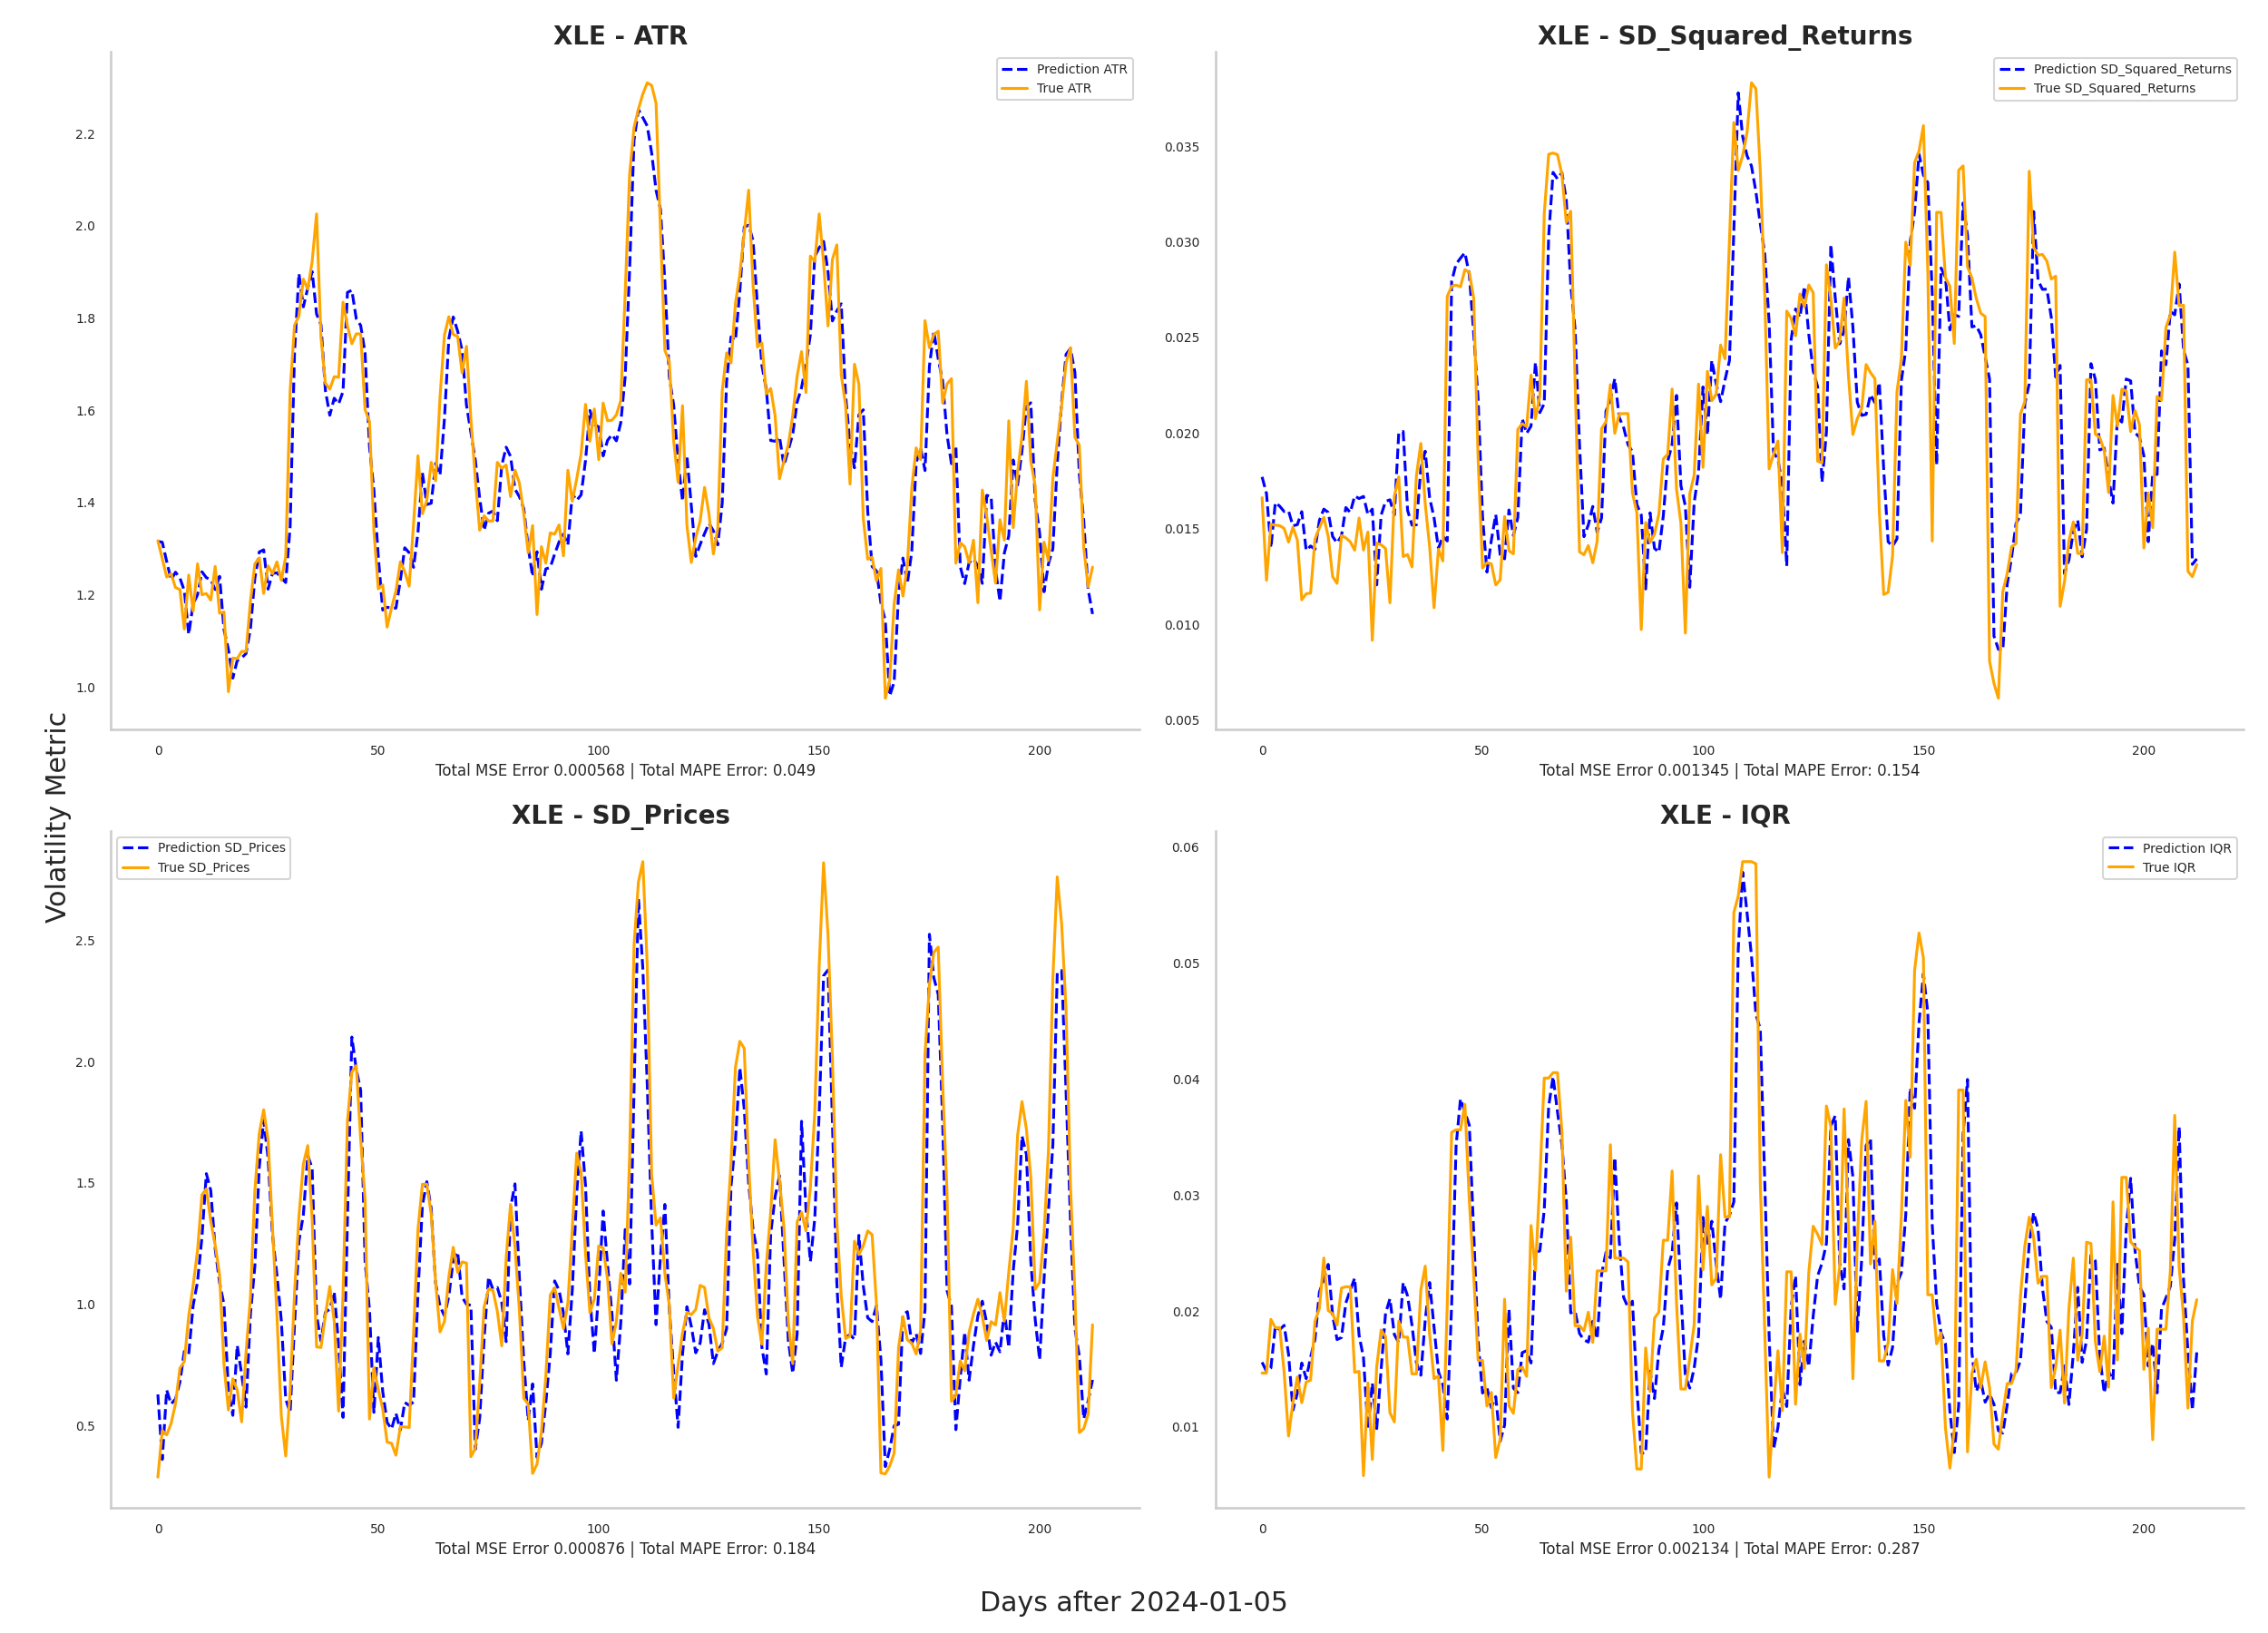 XLE - ATR
Prediction ATR
True ATR
2.2
2.0
1.8
1.6
1.4
1.2
1.0
0
50
100
150
200
Total MSE Error 0.000568 | Total MAPE Error: 0.049
XLE - SD_Squared_Returns
Prediction SD_Squared_Returns
True SD_Squared_Returns
0.035
0.030
0.025
0.020
0.015
0.010
0.005
0
50
100
150
200
Total MSE Error 0.001345 | Total MAPE Error: 0.154
Volatility Metric
XLE - SD_Prices
Prediction SD_Prices
True SD_Prices
2.5
2.0
1.5
1.0
0.5
0
50
100
150
200
Total MSE Error 0.000876 | Total MAPE Error: 0.184
XLE - IQR
Prediction IQR
True IQR
0.06
0.05
0.04
0.03
0.02
0.01
0
50
100
150
200
Total MSE Error 0.002134 | Total MAPE Error: 0.287
Days after 2024-01-05